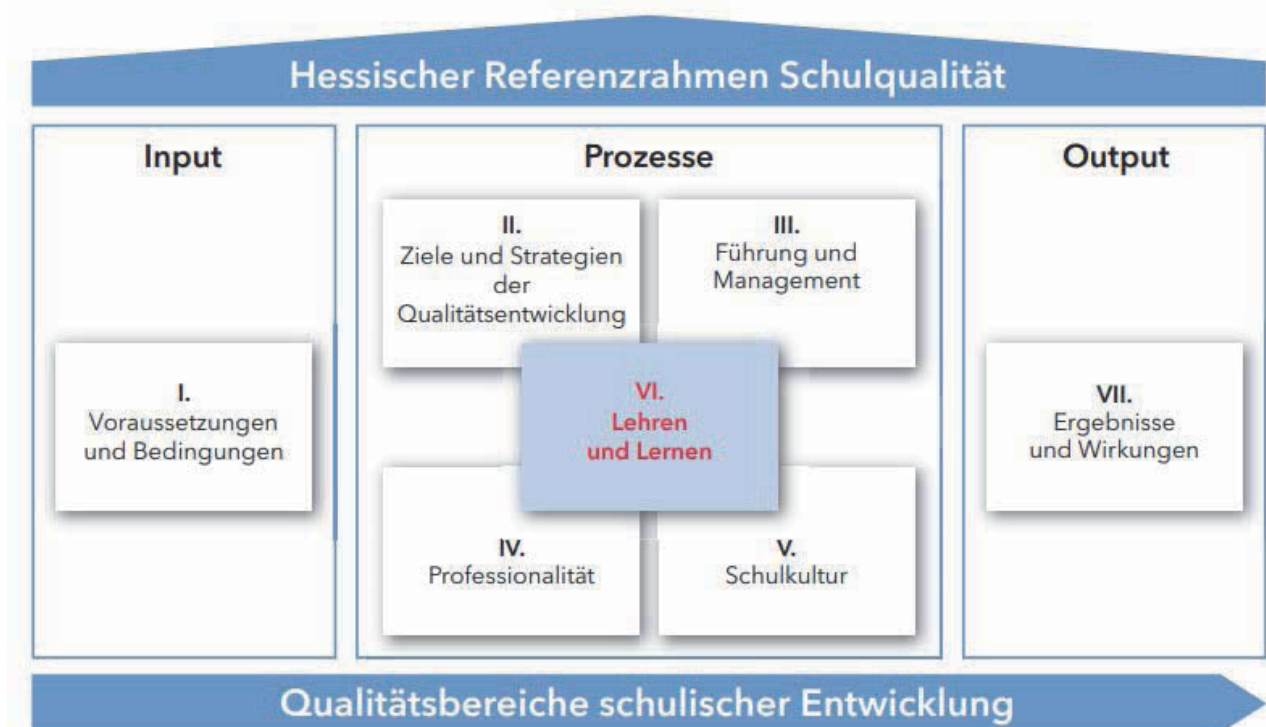 Hessischer Referenzrahmen Schulqualität
Input
I.
Voraussetzungen
und Bedingungen
Prozesse
II.
Ziele und Strategien
der
Qualitätsentwicklung
III.
Führung und
Management
VI.
Lehren
und Lernen
IV.
Professionalität
V.
Schulkultur
Output
VII.
Ergebnisse
und Wirkungen
Qualitätsbereiche schulischer Entwicklung